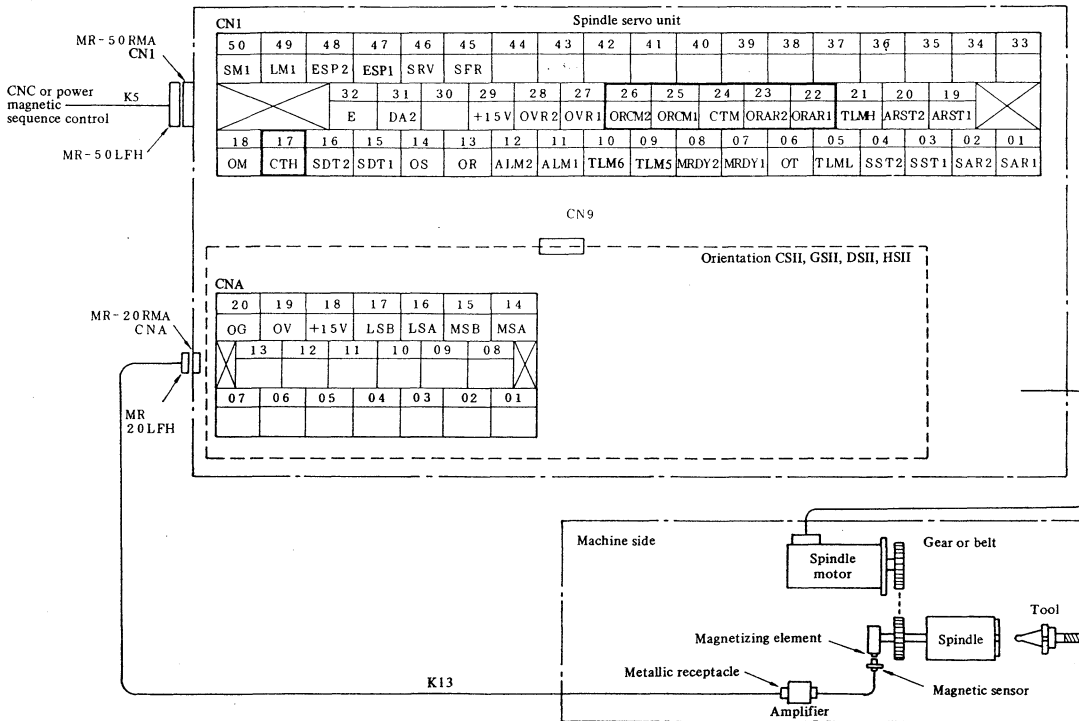 CN1
Spindle servo unit
MR-50RMA
CN1
50 49 48 47 46 45 44 43 42 41 40 39 38 37 36 35 34 33
SM1 LM1 ESP2 ESP1 SRV SFR
CNC or power
magnetic
sequence control
K5
32 31 30 29 28 27 26 25 24 23 22 21 20 19
E DA2 +15V OVR2 OVR1 ORCM2 ORCM1 CTM ORAR2 ORAR1 TLMH ARST2 ARST1
MR-50LFH
18 17 16 15 14 13 12 11 10 09 08 07 06 05 04 03 02 01
OM CTH SDT2 SDT1 OS OR ALM2 ALM1 TLM6 TLM5 MRDY2 MRDY1 OT TLML SST2 SST1 SAR2 SAR1
CN9
Orientation CSII, GSII, DSII, HSII
CNA
MR-20RMA
CNA
20 19 18 17 16 15 14
OG OV +15V LSB LSA MSB MSA
13 12 11 10 09 08
07 06 05 04 03 02 01
MR
20LFH
Machine side
Gear or belt
Spindle
motor
Tool
Spindle
Magnetizing element
Metallic receptacle
Magnetic sensor
K13
Amplifier